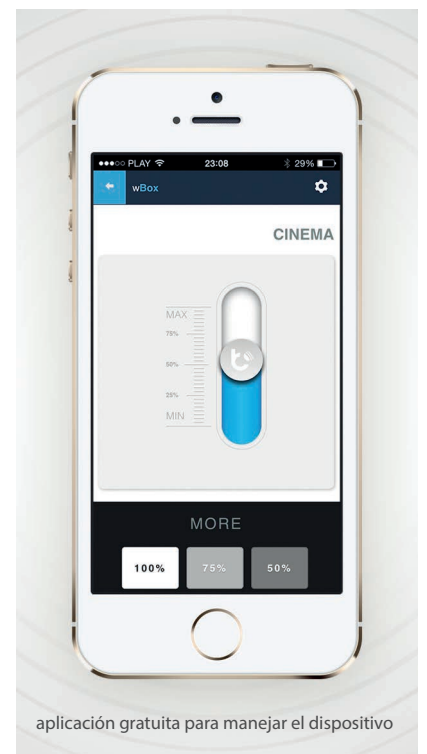 PLAY 23:08 29%
wBox
CINEMA
MAX
75%
50%
25%
MIN
MORE
100% 75% 50%
aplicación gratuita para manejar el dispositivo